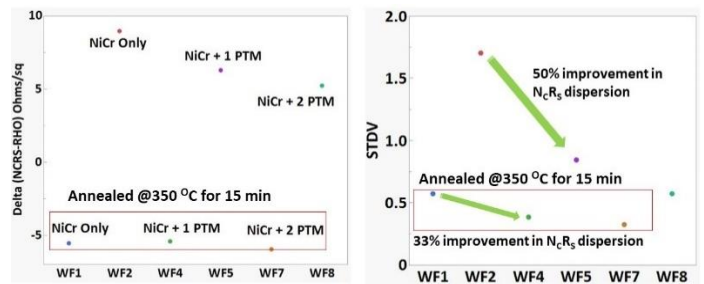 Delta (NCRS-RHO) Ohms/sq
10
5
0
-5
NiCr Only
NiCr + 1 PTM
NiCr + 2 PTM
Annealed @350 ᴼC for 15 min
NiCr Only
NiCr + 1 PTM
NiCr + 2 PTM
WF1 WF2 WF4 WF5 WF7 WF8
STDV
2.0
1.5
1.0
0.5
0
50% improvement in
NCRS dispersion
Annealed @350 ᴼC for 15 min
33% improvement in NCRS dispersion
WF1 WF2 WF4 WF5 WF7 WF8